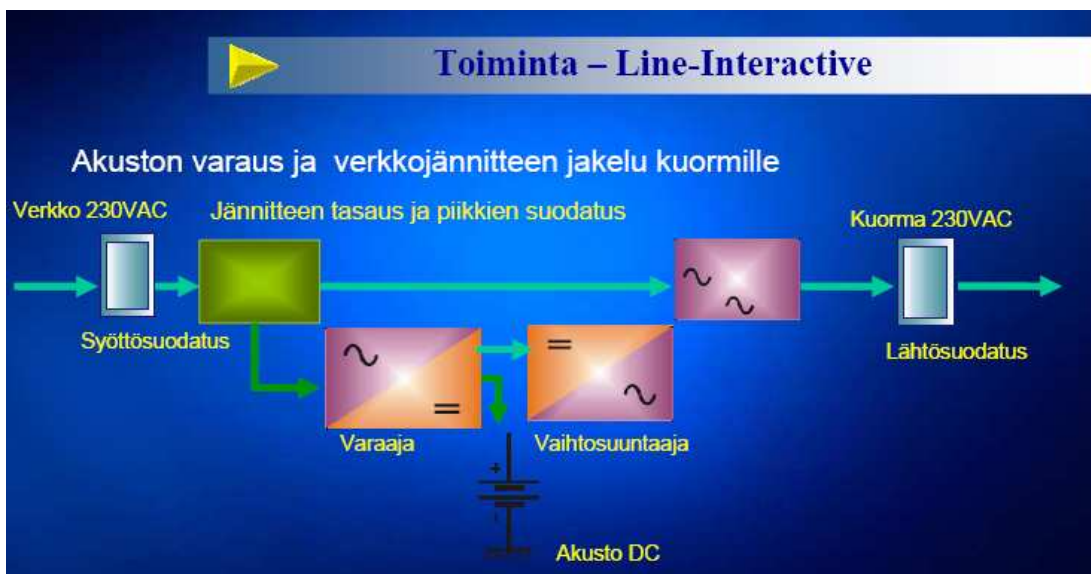 Toiminta – Line-Interactive
Akuston varaus ja verkkojännitteen jakelu kuormille
Verkko 230VAC
Jännitteen tasaus ja piikkien suodatus
Kuorma 230VAC
Syöttösuodatus
Lähtösuodatus
Varaaja
Vaihtosuuntaaja
+
-
Akusto DC